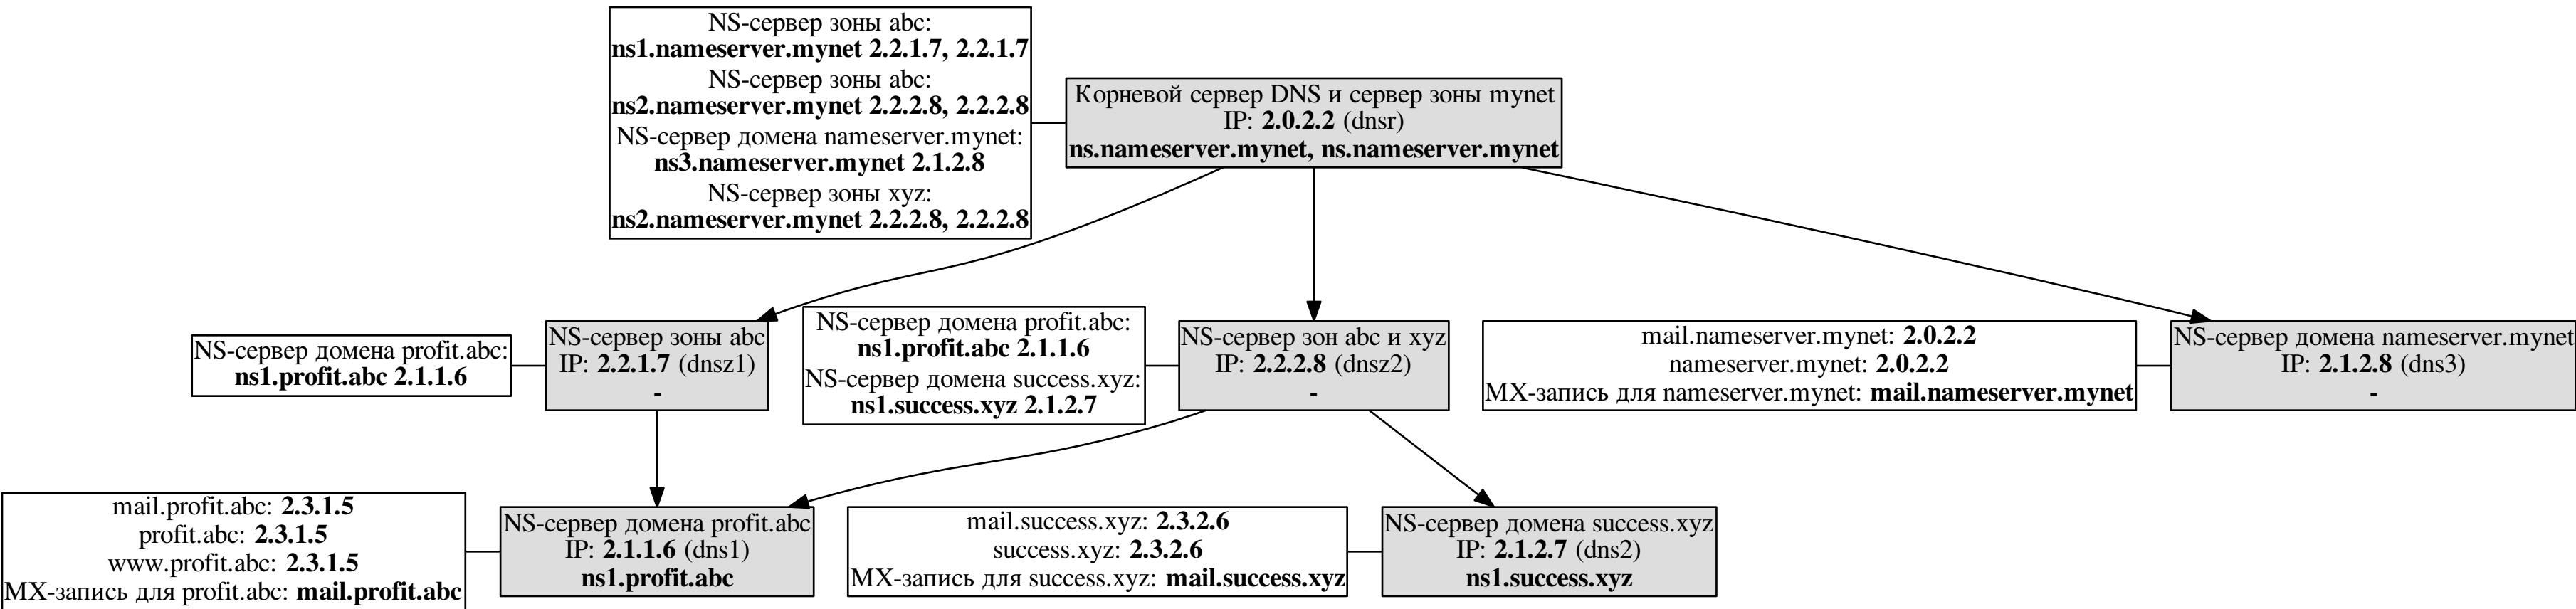 NS-сервер зоны abc:
ns1.nameserver.mynet 2.2.1.7, 2.2.1.7
NS-сервер зоны abc:
ns2.nameserver.mynet 2.2.2.8, 2.2.2.8
NS-сервер домена nameserver.mynet:
ns3.nameserver.mynet 2.1.2.8
NS-сервер зоны xyz:
ns2.nameserver.mynet 2.2.2.8, 2.2.2.8
Корневой сервер DNS и сервер зоны mynet
IP: 2.0.2.2 (dnsr)
ns.nameserver.mynet, ns.nameserver.mynet
NS-сервер домена profit.abc:
ns1.profit.abc 2.1.1.6
NS-сервер зоны abc
IP: 2.2.1.7 (dnsz1)
-
NS-сервер домена profit.abc:
ns1.profit.abc 2.1.1.6
NS-сервер домена success.xyz:
ns1.success.xyz 2.1.2.7
NS-сервер зон abc и xyz
IP: 2.2.2.8 (dnsz2)
-
mail.nameserver.mynet: 2.0.2.2
nameserver.mynet: 2.0.2.2
MX-запись для nameserver.mynet: mail.nameserver.mynet
NS-сервер домена nameserver.mynet
IP: 2.1.2.8 (dns3)
-
mail.profit.abc: 2.3.1.5
profit.abc: 2.3.1.5
www.profit.abc: 2.3.1.5
MX-запись для profit.abc: mail.profit.abc
NS-сервер домена profit.abc
IP: 2.1.1.6 (dns1)
ns1.profit.abc
mail.success.xyz: 2.3.2.6
success.xyz: 2.3.2.6
MX-запись для success.xyz: mail.success.xyz
NS-сервер домена success.xyz
IP: 2.1.2.7 (dns2)
ns1.success.xyz